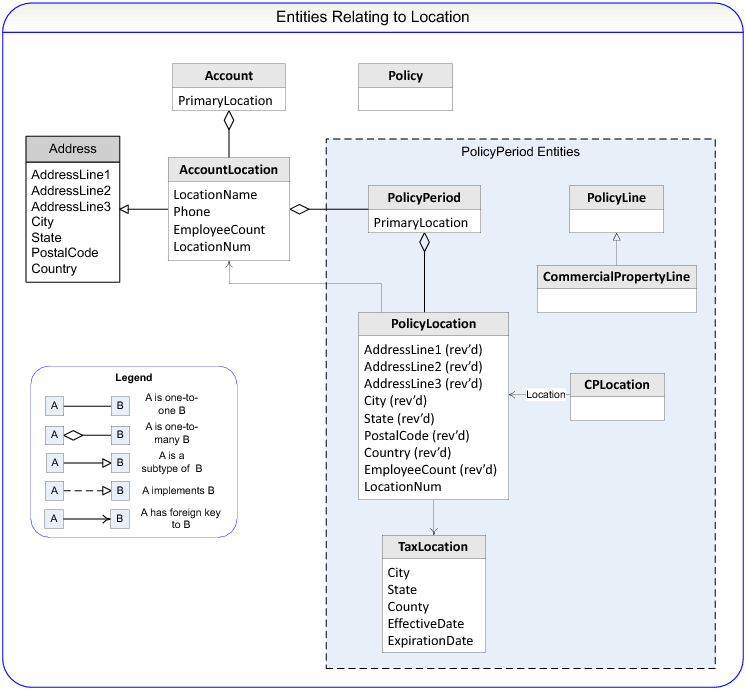 Entities Relating to Location
Account
PrimaryLocation
Policy
Address
AddressLine1
AddressLine2
AddressLine3
City
State
PostalCode
Country
AccountLocation
LocationName
Phone
EmployeeCount
LocationNum
PolicyPeriod Entities
PolicyPeriod
PrimaryLocation
PolicyLine
CommercialPropertyLine
PolicyLocation
AddressLine1 (rev’d)
AddressLine2 (rev’d)
AddressLine3 (rev’d)
City (rev’d)
State (rev’d)
PostalCode (rev’d)
Country (rev’d)
EmployeeCount (rev’d)
LocationNum
Location
CPLocation
TaxLocation
City
State
County
EffectiveDate
ExpirationDate
Legend
A B A is one-to-
one B
A B A is one-to-
many B
A B A is a
subtype of B
A B A implements B
A B A has foreign key
to B